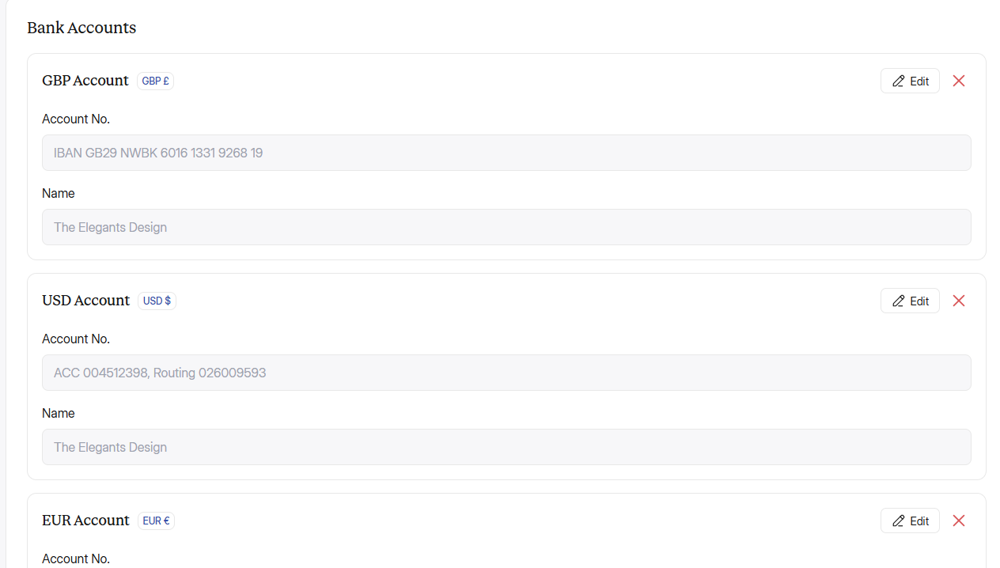 Bank Accounts
GBP Account GBP £ Edit
Account No.
IBAN GB29 NWBK 6016 1331 9268 19
Name
The Elegants Design
USD Account USD $ Edit
Account No.
ACC 004512398, Routing 026009593
Name
The Elegants Design
EUR Account EUR € Edit
Account No.